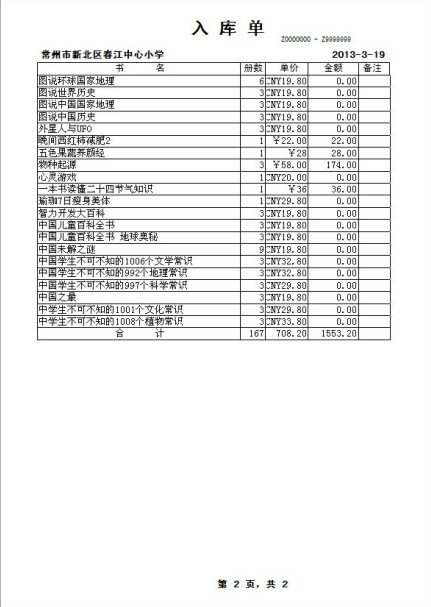 入库单
Z0000000 - Z9999999
常州市新北区春江中心小学 2013-3-19
书 名 册数 单价 金额 备注
图说环球国家地理 6 CNY19.80 0.00
图说世界历史 3 CNY19.80 0.00
图说中国国家地理 3 CNY19.80 0.00
图说中国历史 3 CNY19.80 0.00
外星人与UFO 3 CNY19.80 0.00
晚间西红柿减肥2 1 ￥22.00 22.00
五色果蔬养颜经 1 ￥28 28.00
物种起源 3 ￥58.00 174.00
心灵游戏 1 CNY20.00 0.00
一本书读懂二十四节气知识 1 ￥36 36.00
瑜珈7日瘦身美体 1 CNY29.80 0.00
智力开发大百科 3 CNY19.80 0.00
中国儿童百科全书 3 CNY19.80 0.00
中国儿童百科全书 地球奥秘 3 CNY19.80 0.00
中国未解之谜 9 CNY19.80 0.00
中国学生不可不知的1006个文学常识 3 CNY32.80 0.00
中国学生不可不知的992个地理常识 3 CNY32.80 0.00
中国学生不可不知的997个科学常识 3 CNY29.80 0.00
中国之最 3 CNY19.80 0.00
中学生不可不知的1001个文化常识 3 CNY29.80 0.00
中学生不可不知的1008个植物常识 3 CNY33.80 0.00
合 计 167 708.20 1553.20
第 2 页, 共 2